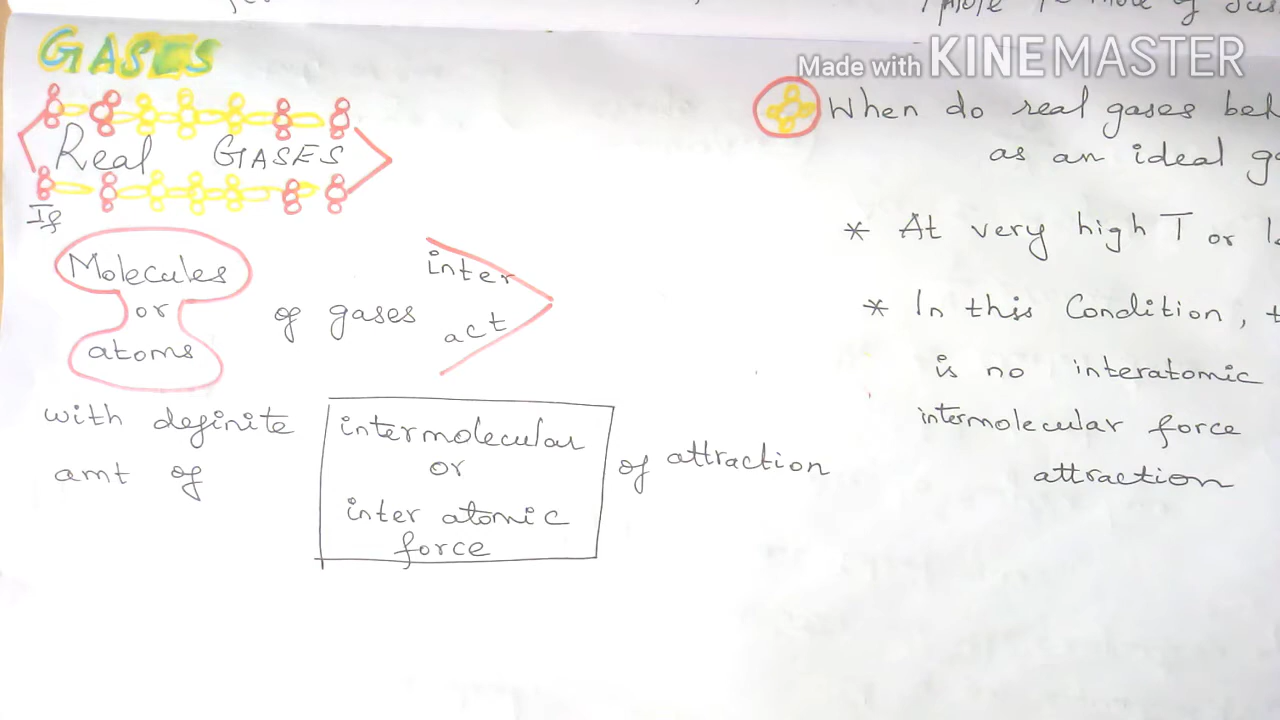 GASES
Real GASES
If
Molecules
or
atoms
of gases
inter
act
with definite
amt of
intermolecular
or
inter atomic
force
of attraction
Made with KINEMASTER
When do real gases
as an ideal
* At very high T or
* In this Condition,
is no interatomic
intermolecular force
attraction